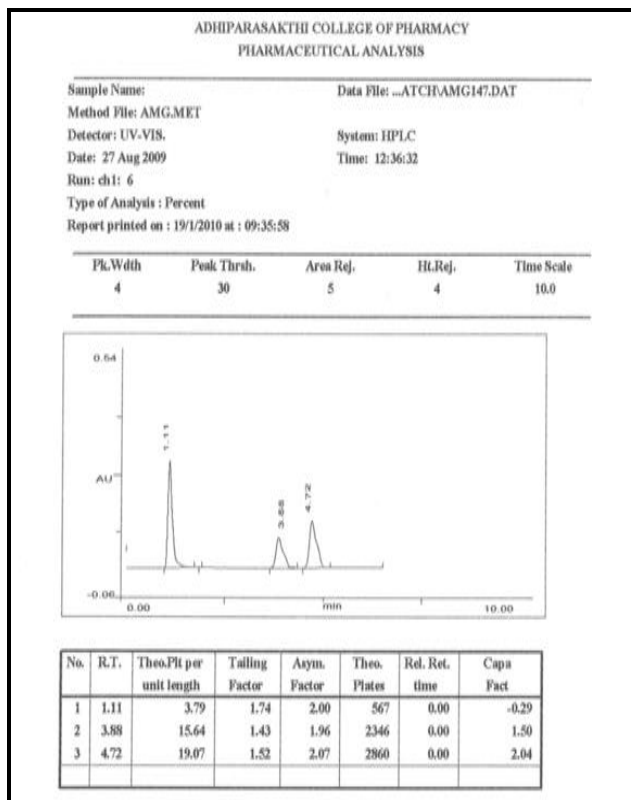 ADHIPARASAKTHI COLLEGE OF PHARMACY
PHARMACEUTICAL ANALYSIS
Sample Name: Data File: ...ATCH\AMG147.DAT
Method File: AMG.MET
Detector: UV-VIS. System: HPLC
Date: 27 Aug 2009 Time: 12:36:32
Run: ch1: 6
Type of Analysis : Percent
Report printed on : 19/1/2010 at : 09:35:58
Pk.Wdth Peak Thrsh. Area Rej. Ht.Rej. Time Scale
4 30 5 4 10.0
0.54
1.11
AU
3.88
4.72
-0.06
0.00 min 10.00
No. R.T. Theo.Plt per unit length Tailing Factor Asym. Factor Theo. Plates Rel. Ret. time Capa Fact
1 1.11 3.79 1.74 2.00 567 0.00 -0.29
2 3.88 15.64 1.43 1.96 2346 0.00 1.50
3 4.72 19.07 1.52 2.07 2860 0.00 2.04